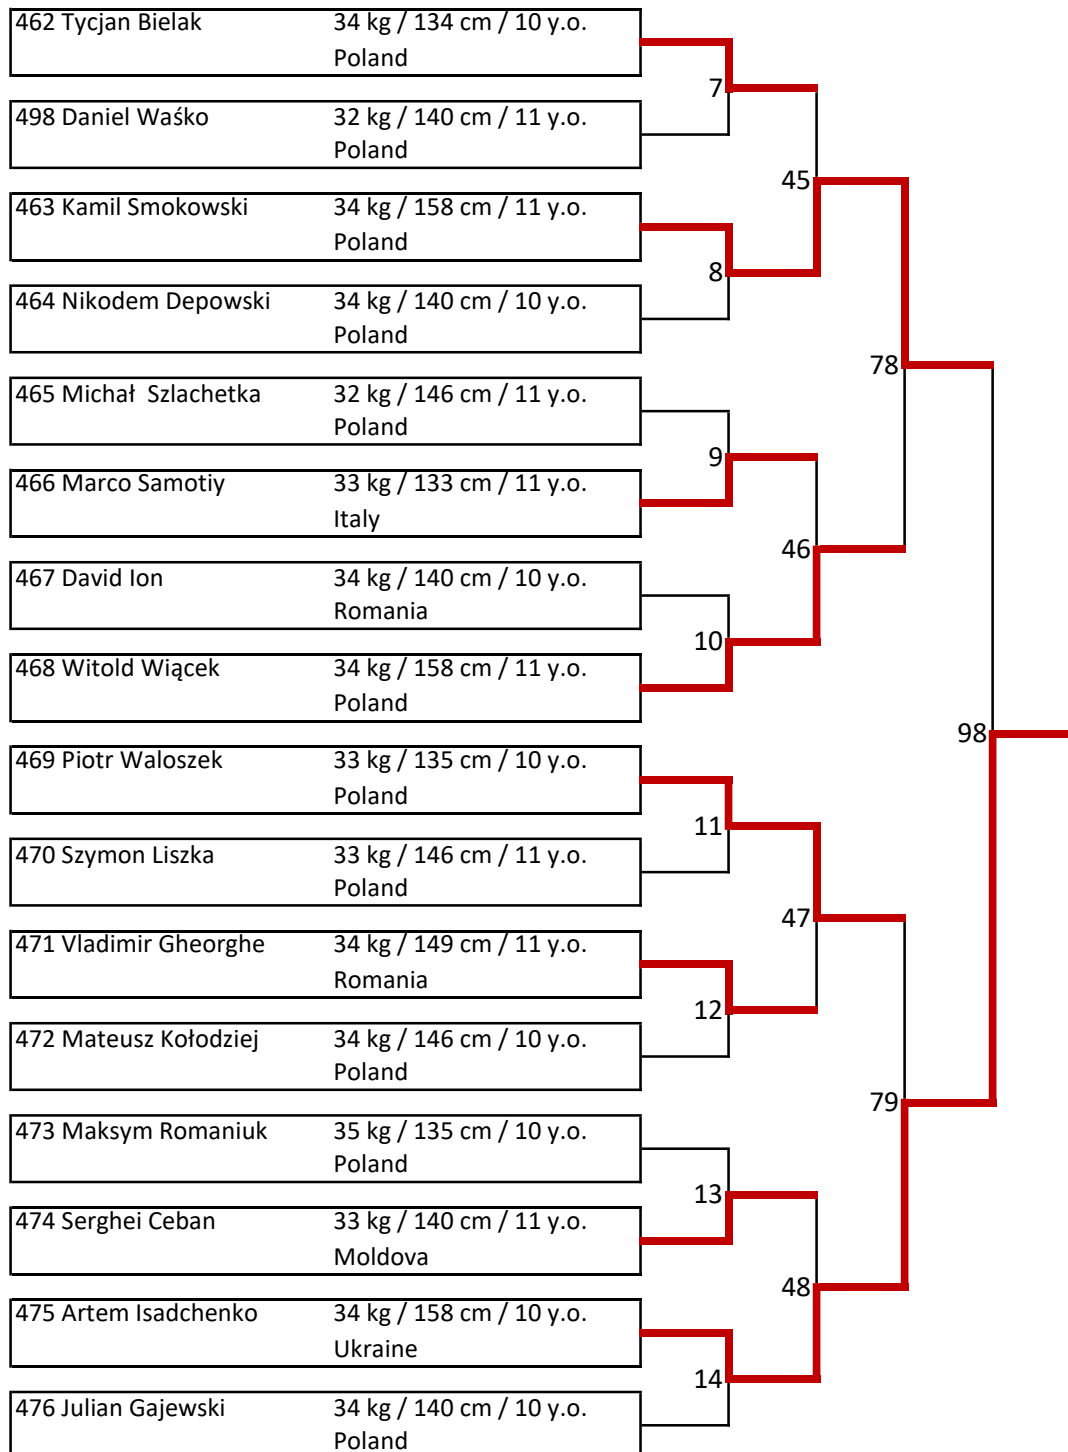 462 Tycjan Bielak 34 kg / 134 cm / 10 y.o.
Poland
7
498 Daniel Waśko 32 kg / 140 cm / 11 y.o.
Poland
45
463 Kamil Smokowski 34 kg / 158 cm / 11 y.o.
Poland
8
464 Nikodem Depowski 34 kg / 140 cm / 10 y.o.
Poland
78
465 Michał Szlachetka 32 kg / 146 cm / 11 y.o.
Poland
9
466 Marco Samotiy 33 kg / 133 cm / 11 y.o.
Italy
46
467 David Ion 34 kg / 140 cm / 10 y.o.
Romania
10
468 Witold Wiącek 34 kg / 158 cm / 11 y.o.
Poland
98
469 Piotr Waloszek 33 kg / 135 cm / 10 y.o.
Poland
11
470 Szymon Liszka 33 kg / 146 cm / 11 y.o.
Poland
47
471 Vladimir Gheorghe 34 kg / 149 cm / 11 y.o.
Romania
12
472 Mateusz Kołodziej 34 kg / 146 cm / 10 y.o.
Poland
79
473 Maksym Romaniuk 35 kg / 135 cm / 10 y.o.
Poland
13
474 Serghei Ceban 33 kg / 140 cm / 11 y.o.
Moldova
48
475 Artem Isadchenko 34 kg / 158 cm / 10 y.o.
Ukraine
14
476 Julian Gajewski 34 kg / 140 cm / 10 y.o.
Poland